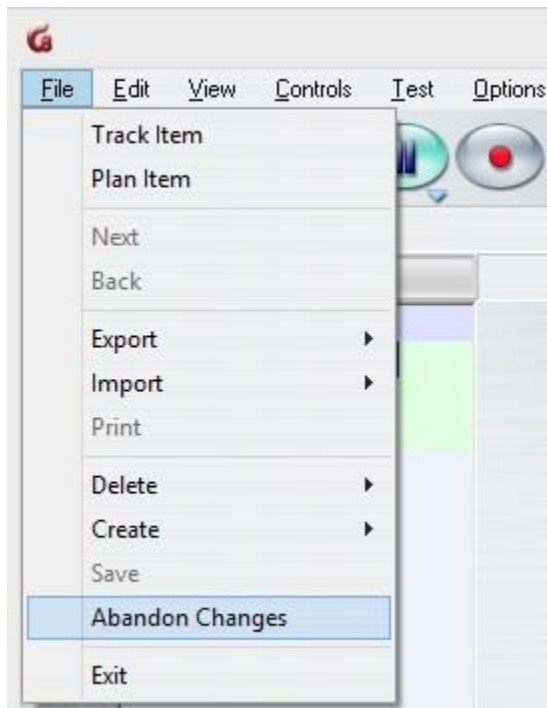 File Edit View Controls Test Options
Track Item
Plan Item
Next
Back
Export
Import
Print
Delete
Create
Save
Abandon Changes
Exit